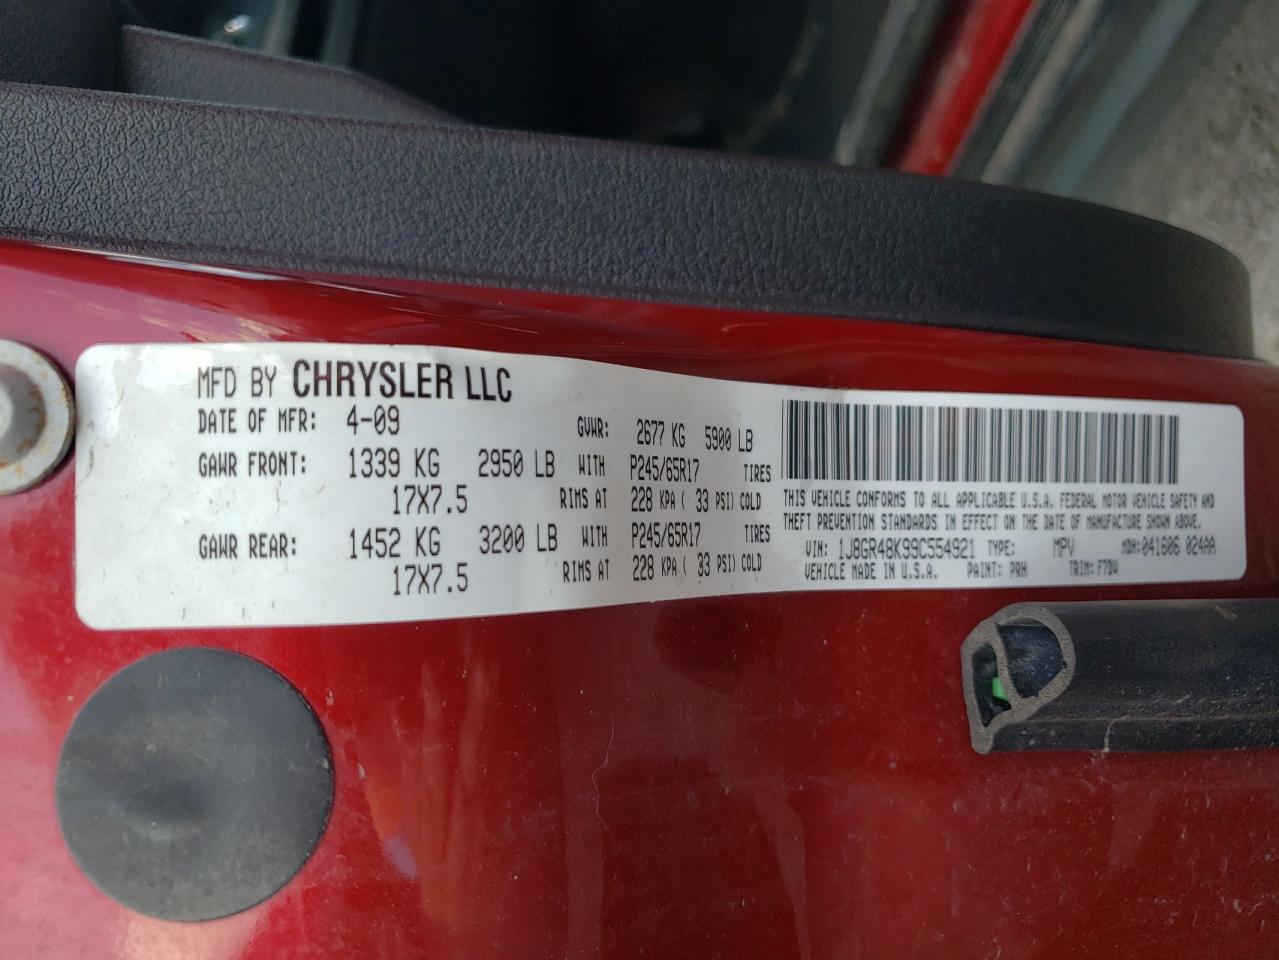 MFD BY CHRYSLER LLC
DATE OF MFR: 4-09 GVWR: 2677 KG 5900 LB
GAWR FRONT: 1339 KG 2950 LB WITH P245/65R17 TIRES
17X7.5 RIMS AT 228 KPA ( 33 PSI) COLD
GAWR REAR: 1452 KG 3200 LB WITH P245/65R17 TIRES
17X7.5 RIMS AT 228 KPA ( 33 PSI) COLD
THIS VEHICLE CONFORMS TO ALL APPLICABLE U.S.A. FEDERAL MOTOR VEHICLE SAFETY AND
THEFT PREVENTION STANDARDS IN EFFECT ON THE DATE OF MANUFACTURE SHOWN ABOVE.
VIN: 1J8GR48K99C554921 TYPE: MPV MDH:041606 024AA
VEHICLE MADE IN U.S.A. PAINT: PRH TRIM: F7DV